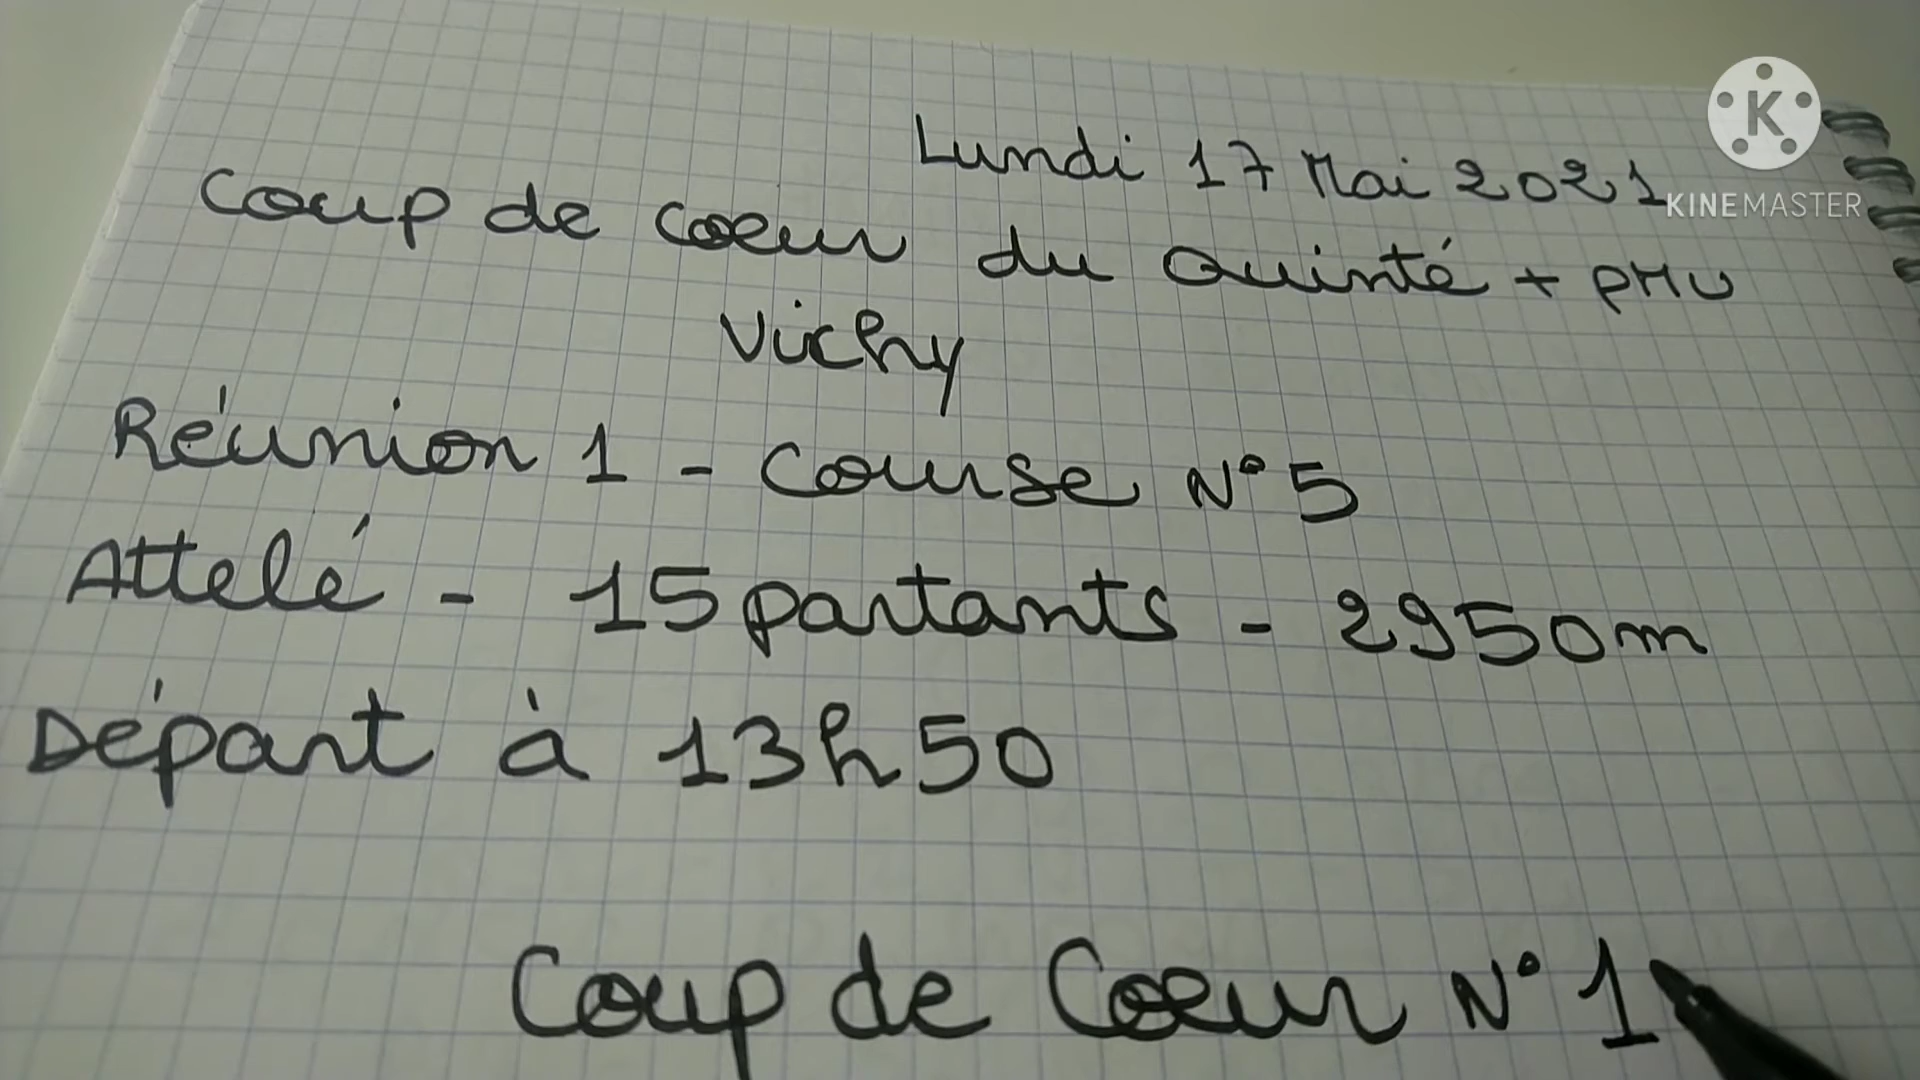 Lundi 17 Mai 2021
Coup de coeur du Quinté + PMU
Vichy
Réunion 1 - Course N° 5
Attelé - 15 partants - 2950m
Départ à 13h50
Coup de Coeur N° 1
K
KINEMASTER